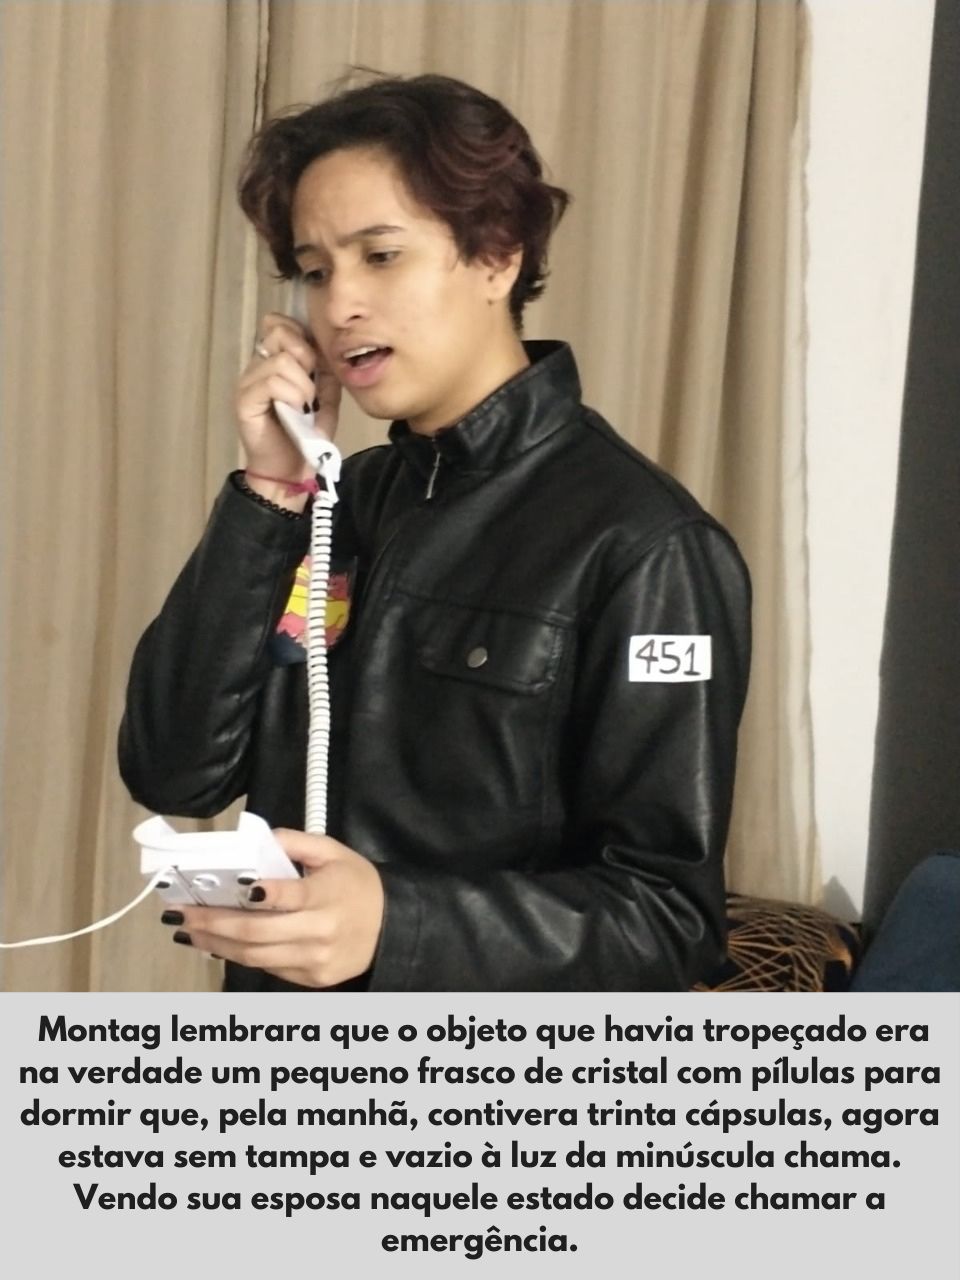 451
Montag lembrara que o objeto que havia tropeçado era
na verdade um pequeno frasco de cristal com pílulas para
dormir que, pela manhã, contivera trinta cápsulas, agora
estava sem tampa e vazio à luz da minúscula chama.
Vendo sua esposa naquele estado decide chamar a
emergência.